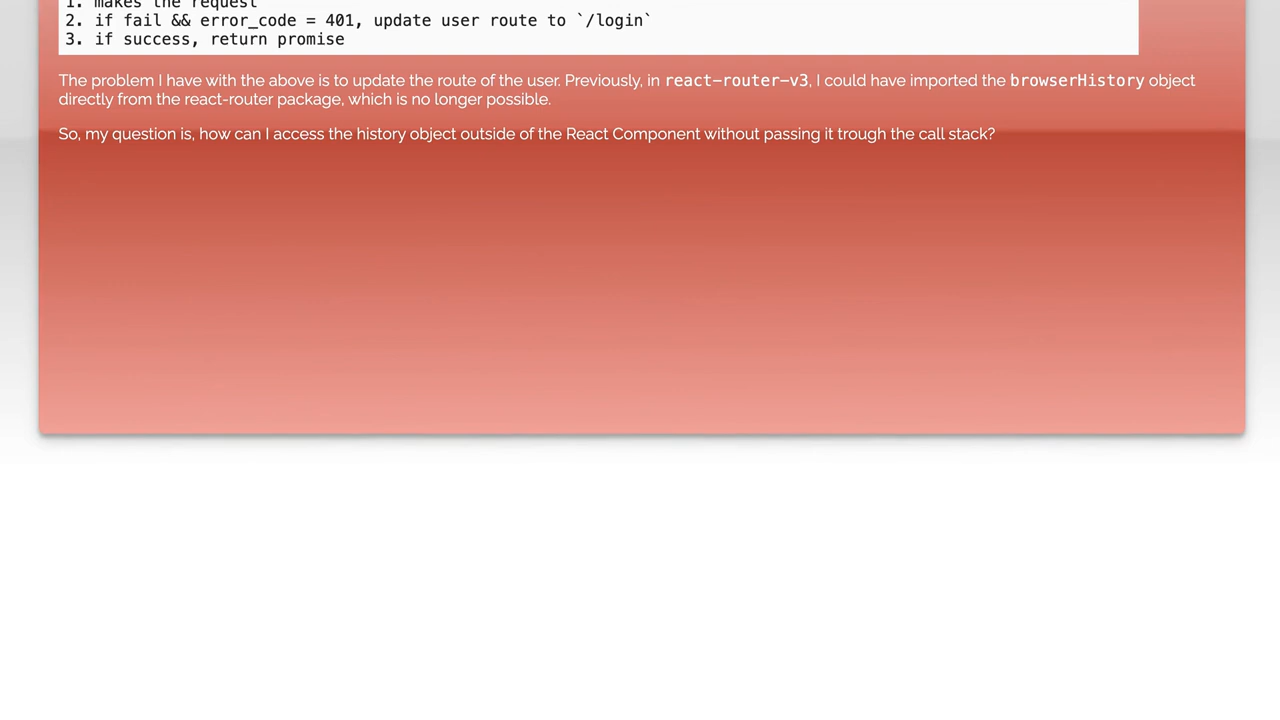 1. makes the request
2. if fail && error_code = 401, update user route to `/login`
3. if success, return promise
The problem I have with the above is to update the route of the user. Previously, in react-router-v3, I could have imported the browserHistory object
directly from the react-router package, which is no longer possible.
So, my question is, how can I access the history object outside of the React Component without passing it trough the call stack?